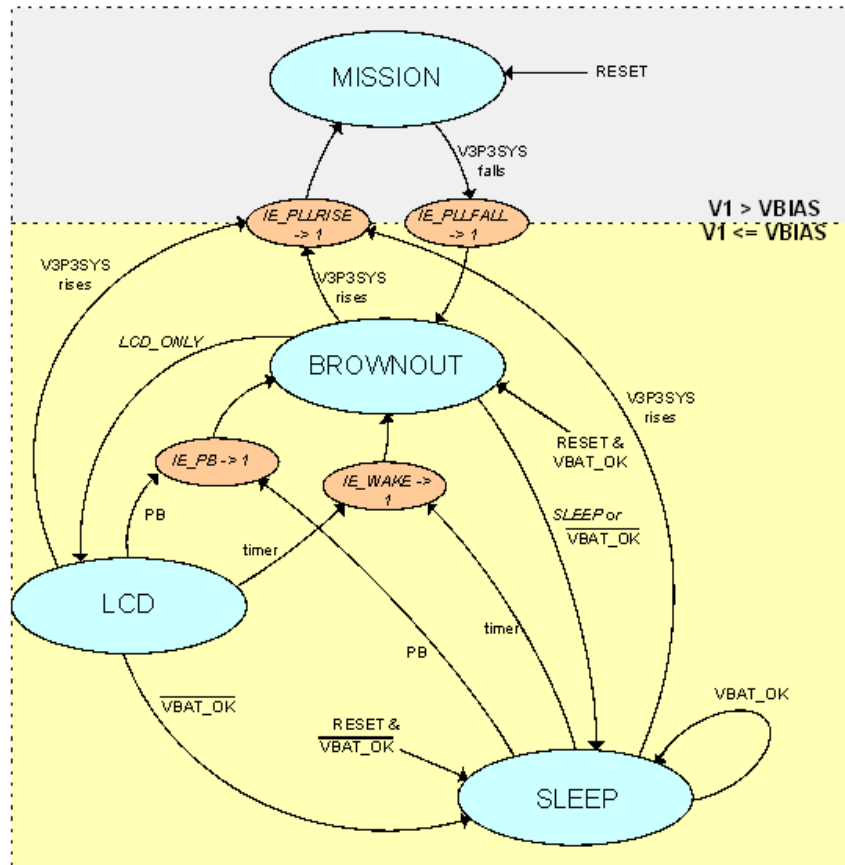 MISSION
RESET
V3P3SYS
falls
IE_PLLRISE
-> 1
IE_PLLFALL
-> 1
V1 > VBIAS
V1 <= VBIAS
V3P3SYS
rises
V3P3SYS
rises
LCD_ONLY
BROWNOUT
V3P3SYS
rises
RESET &
VBAT_OK
IE_PB -> 1
IE_WAKE ->
1
SLEEP or
VBAT_OK
PB
timer
LCD
PB
timer
VBAT_OK
RESET &
VBAT_OK
VBAT_OK
SLEEP